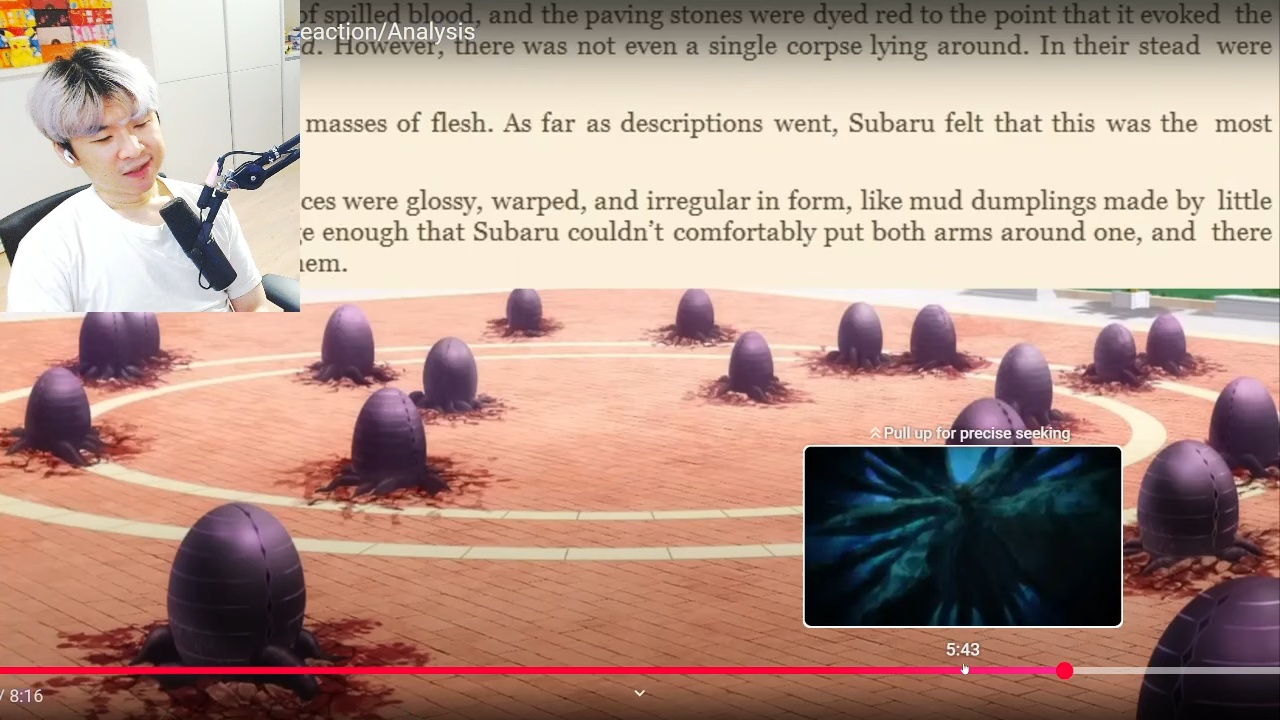 of spilled blood, and the paving stones were dyed red to the point that it evoked the
eaction/Analysis
d. However, there was not even a single corpse lying around. In their stead were
masses of flesh. As far as descriptions went, Subaru felt that this was the most
ces were glossy, warped, and irregular in form, like mud dumplings made by little
ge enough that Subaru couldn't comfortably put both arms around one, and there
hem.
Pull up for precise seeking
5:43
/ 8:16